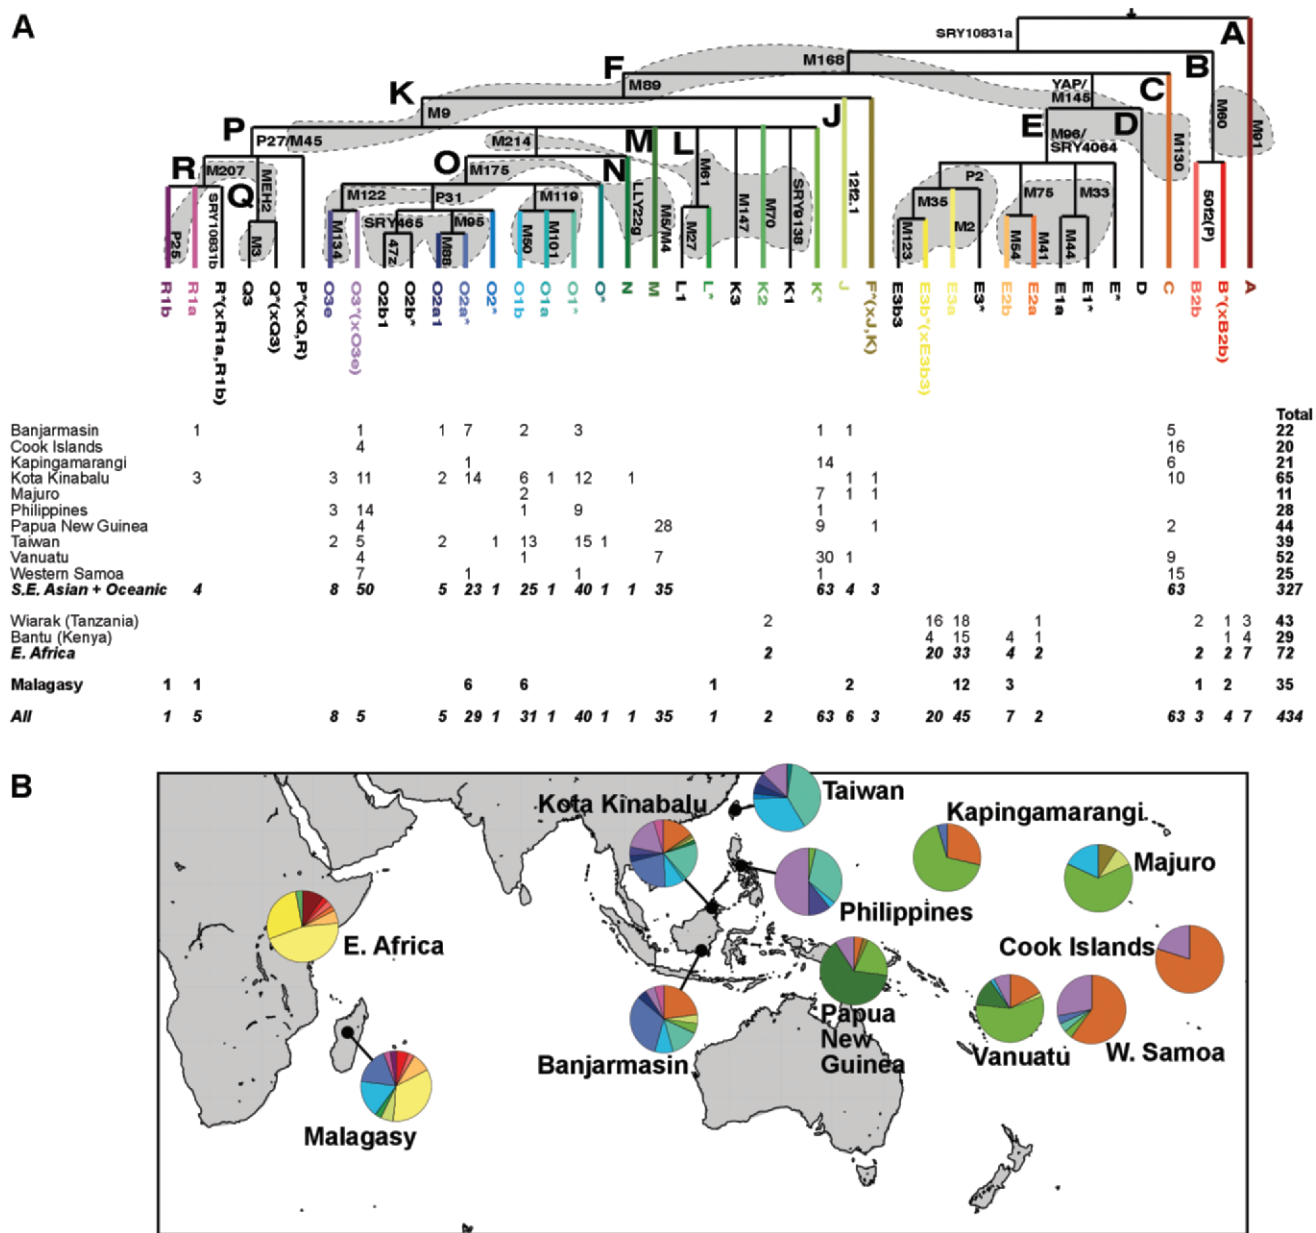 A
SRY10831a
A
M168
B
F
M89
YAP/
M145
C
K
M9
J
M60
M91
P
P27/M45
M214
M
L
E
M96/
SRY4064
D
M130
R
M207
O
M175
N
M61
P2
Q
MEH2
M122
P31
M119
LLY22g
M5/M4
M147
M70
SRY9138
12f2.1
M35
M75
M33
50f2(P)
P25
SRY10831b
M3
M134
SRY465
47z
M95
M88
M50
M101
M27
M123
M2
M54
M41
M44
R1b
R1a
R*(xR1a,R1b)
Q3
Q*(xQ3)
P*(xQ,R)
O3e
O3*(xO3e)
O2b1
O2b*
O2a1
O2a*
O2*
O1b
O1a
O1*
O*
N
M
L1
L*
K3
K2
K1
K*
J
F*(xJ,K)
E3b3
E3b*(xE3b3)
E3a
E3*
E2b
E2a
E1a
E1*
E*
D
C
B2b
B*(xB2b)
A
Total
Banjarmasin 1 1 1 7 2 3 1 1 5 22
Cook Islands 4 16 20
Kapingamarangi 1 14 6 21
Kota Kinabalu 3 3 11 2 14 6 1 12 1 1 1 10 65
Majuro 2 7 1 1 11
Philippines 3 14 1 9 1 28
Papua New Guinea 4 28 9 1 2 44
Taiwan 2 5 2 1 13 15 1 39
Vanuatu 4 1 7 30 1 9 52
Western Samoa 7 1 1 1 15 25
S.E. Asian + Oceanic 4 8 50 5 23 1 25 1 40 1 1 35 63 4 3 63 327
Wiarak (Tanzania) 2 16 18 1 2 1 3 43
Bantu (Kenya) 4 15 4 1 1 4 29
E. Africa 2 20 33 4 2 2 2 7 72
Malagasy 1 1 6 6 1 2 12 3 1 2 35
All 1 5 8 5 5 29 1 31 1 40 1 1 35 1 2 63 6 3 20 45 7 2 63 3 4 7 434
B
Kota Kinabalu
Taiwan
Kapingamarangi
Majuro
Philippines
E. Africa
Cook Islands
Papua
New
Guinea
Banjarmasin
Vanuatu
W. Samoa
Malagasy